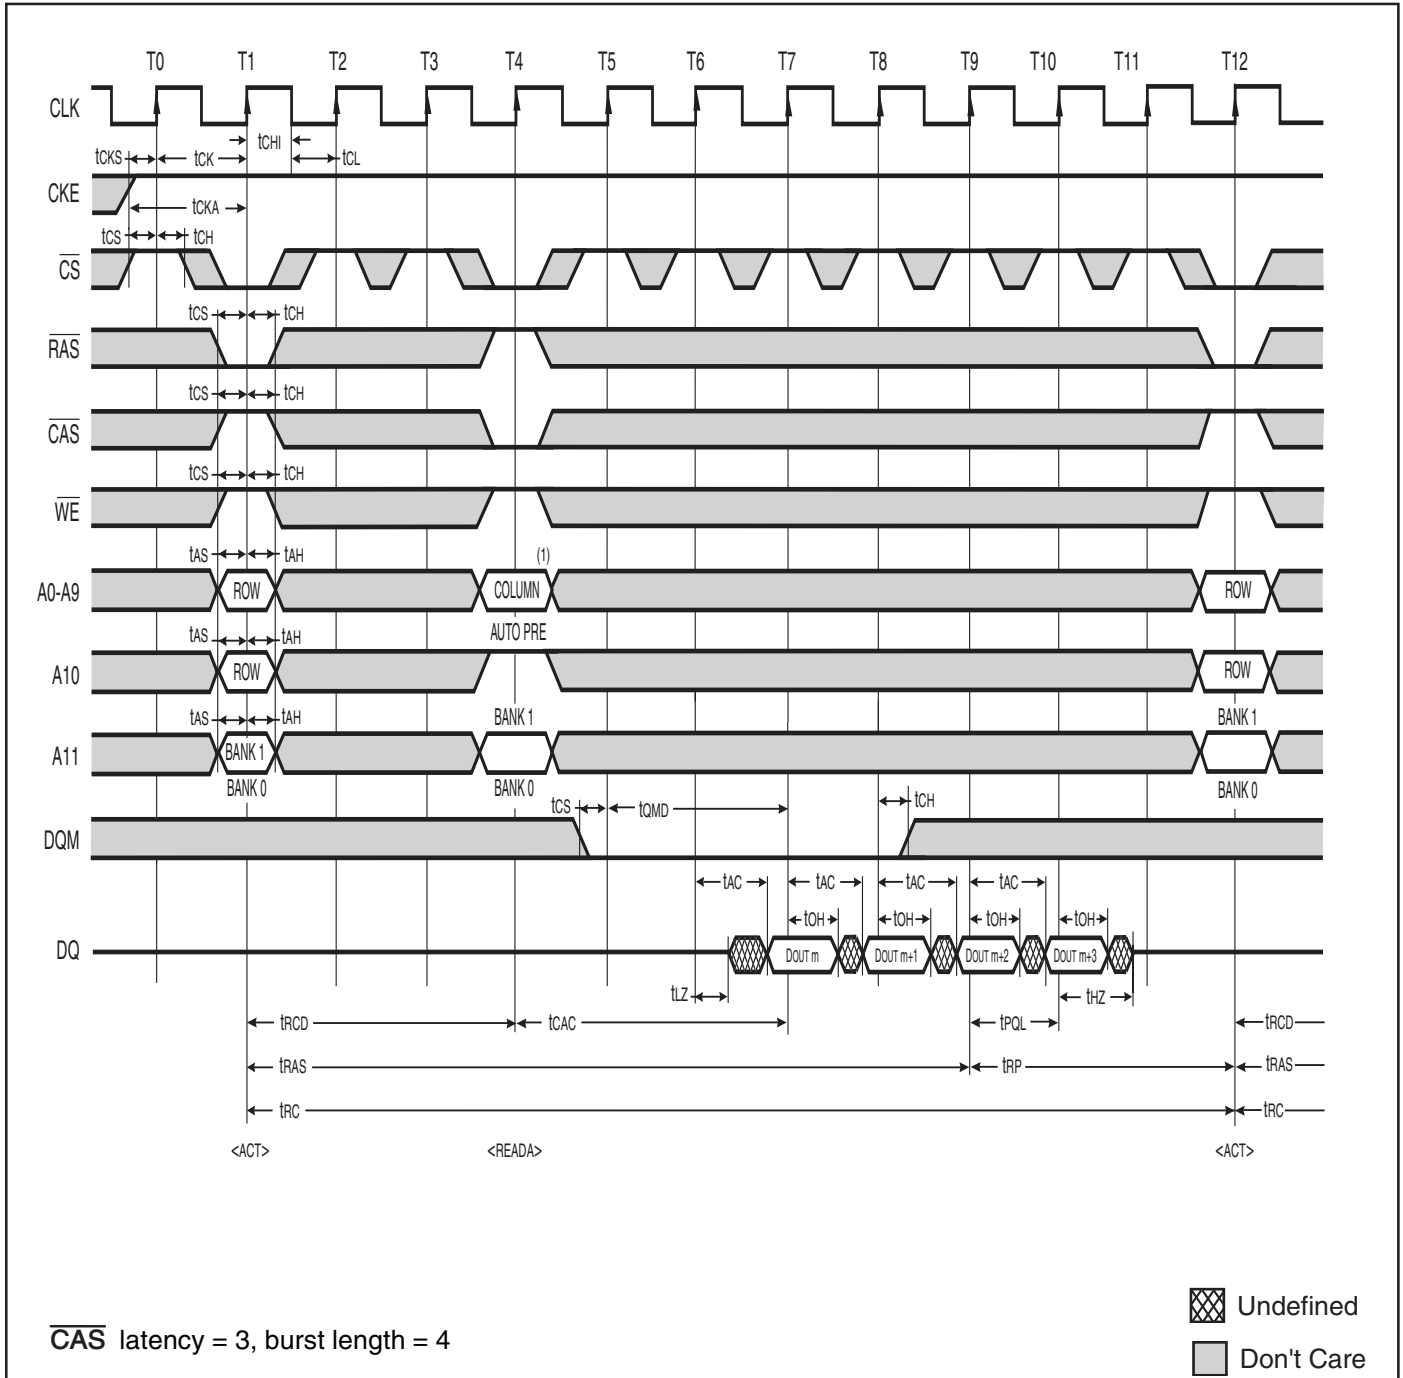 T0 T1 T2 T3 T4 T5 T6 T7 T8 T9 T10 T11 T12
CLK
tCHI
tCKS tCK tCL
CKE
tCKA
tCS tCH
CS
tCS tCH
RAS
tCS tCH
CAS
tCS tCH
WE
tAS tAH (1)
A0-A9 ROW COLUMN ROW
AUTO PRE
tAS tAH
A10 ROW ROW
tAS tAH BANK 1 BANK 1
A11 BANK 1
BANK 0 BANK 0 BANK 0
tCS tQMD tCH
DQM
tAC tAC tAC tAC
tOH tOH tOH tOH
DQ DOUT m DOUT m+1 DOUT m+2 DOUT m+3
tLZ tHZ
tRCD tCAC tPQL tRCD
tRAS tRP tRAS
tRC tRC
<ACT> <READA> <ACT>
Undefined
CAS latency = 3, burst length = 4
Don't Care